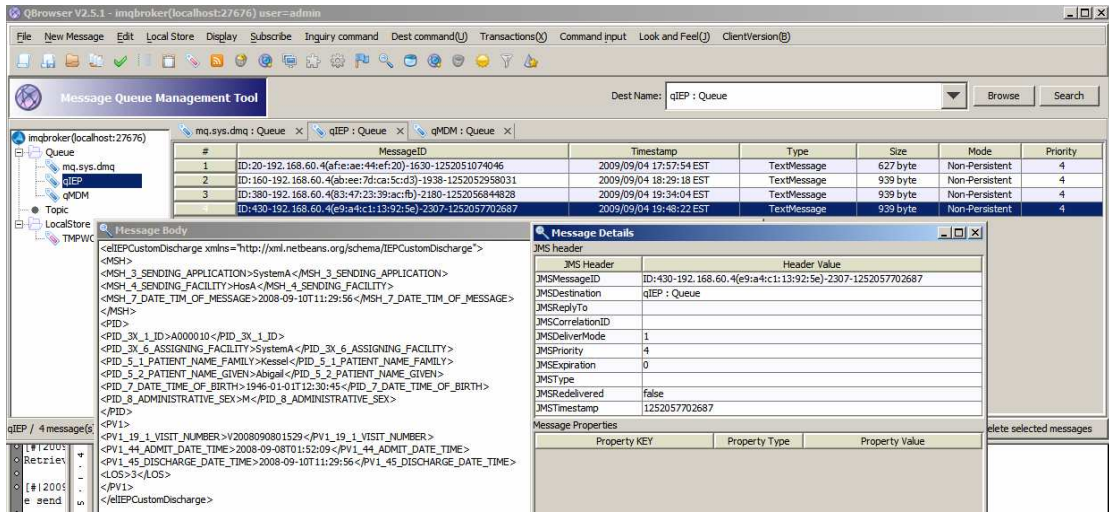 QBrowser V2.5.1 - imqbroker(localhost:27676) user=admin
File New Message Edit Local Store Display Subscribe Inquiry command Dest command(U) Transactions(X) Command input Look and Feel(J) ClientVersion(B)
Message Queue Management Tool
Dest Name: qIEP : Queue Browse Search
imqbroker(localhost:27676)
Queue
mq.sys.dmq
qIEP
qMDM
Topic
LocalStore
TMPWO
mq.sys.dmq : Queue × qIEP : Queue × qMDM : Queue ×
# MessageID Timestamp Type Size Mode Priority
1 ID:20-192.168.60.4(af:e:ae:44:ef:20)-1630-1252051074046 2009/09/04 17:57:54 EST TextMessage 627 byte Non-Persistent 4
2 ID:160-192.168.60.4(ab:ee:7d:ca:5c:d3)-1938-1252052958031 2009/09/04 18:29:18 EST TextMessage 939 byte Non-Persistent 4
3 ID:380-192.168.60.4(83:47:23:39:ac:fb)-2180-1252056844828 2009/09/04 19:34:04 EST TextMessage 939 byte Non-Persistent 4
4 ID:430-192.168.60.4(e9:a4:c1:13:92:5e)-2307-1252057702687 2009/09/04 19:48:22 EST TextMessage 939 byte Non-Persistent 4
Message Body
<elIEPCustomDischarge xmlns="http://xml.netbeans.org/schema/IEPCustomDischarge">
<MSH>
<MSH_3_SENDING_APPLICATION>SystemA</MSH_3_SENDING_APPLICATION>
<MSH_4_SENDING_FACILITY>HosA</MSH_4_SENDING_FACILITY>
<MSH_7_DATE_TIM_OF_MESSAGE>2008-09-10T11:29:56</MSH_7_DATE_TIM_OF_MESSAGE>
</MSH>
<PID>
<PID_3X_1_ID>A000010</PID_3X_1_ID>
<PID_3X_6_ASSIGNING_FACILITY>SystemA</PID_3X_6_ASSIGNING_FACILITY>
<PID_5_1_PATIENT_NAME_FAMILY>Kessel</PID_5_1_PATIENT_NAME_FAMILY>
<PID_5_2_PATIENT_NAME_GIVEN>Abigail</PID_5_2_PATIENT_NAME_GIVEN>
<PID_7_DATE_TIME_OF_BIRTH>1946-01-01T12:30:45</PID_7_DATE_TIME_OF_BIRTH>
<PID_8_ADMINISTRATIVE_SEX>M</PID_8_ADMINISTRATIVE_SEX>
</PID>
<PV1>
<PV1_19_1_VISIT_NUMBER>V2008090801529</PV1_19_1_VISIT_NUMBER>
<PV1_44_ADMIT_DATE_TIME>2008-09-08T01:52:09</PV1_44_ADMIT_DATE_TIME>
<PV1_45_DISCHARGE_DATE_TIME>2008-09-10T11:29:56</PV1_45_DISCHARGE_DATE_TIME>
<LOS>3</LOS>
</PV1>
</elIEPCustomDischarge>
Message Details
JMS header
JMS Header Header Value
JMSMessageID ID:430-192.168.60.4(e9:a4:c1:13:92:5e)-2307-1252057702687
JMSDestination qIEP : Queue
JMSReplyTo
JMSCorrelationID
JMSDeliverMode 1
JMSPriority 4
JMSExpiration 0
JMSType
JMSRedelivered false
JMSTimestamp 1252057702687
Message Properties
Property KEY Property Type Property Value
qIEP / 4 message(s)
elete selected messages
[#|2009
Retriev
[#|2009
e send